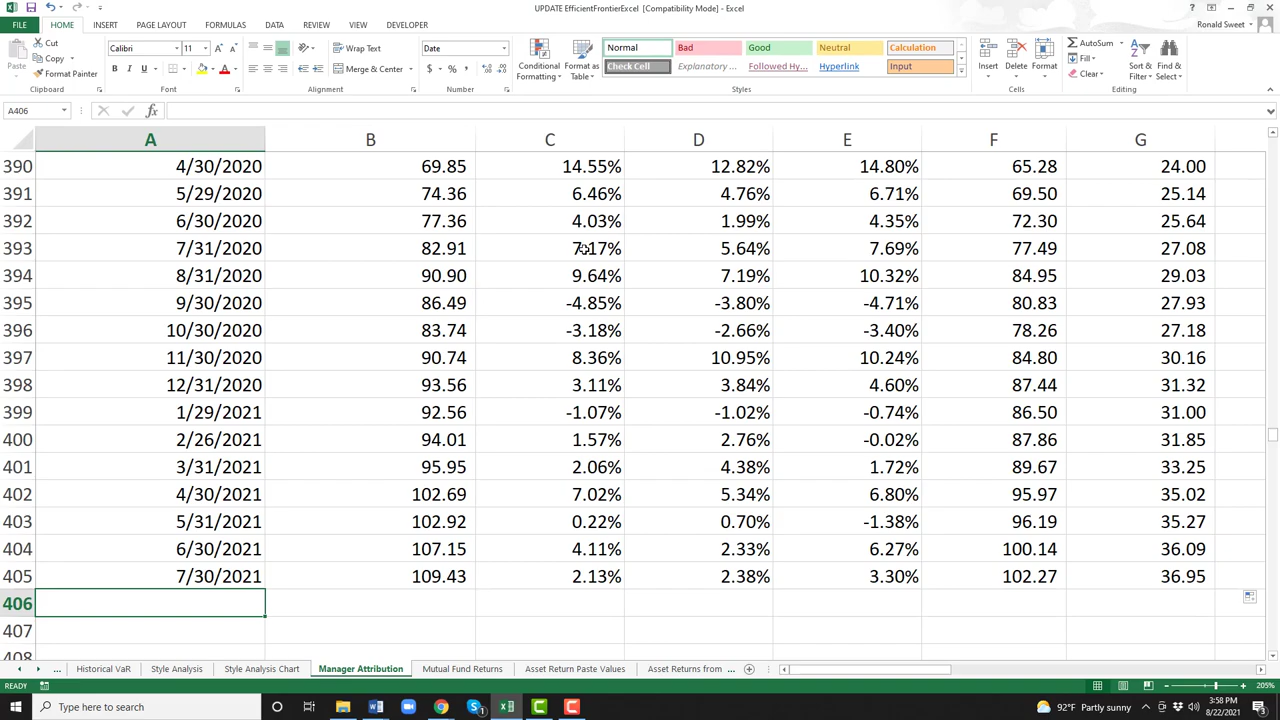 UPDATE EfficientFrontierExcel [Compatibility Mode] - Excel
FILE HOME INSERT PAGE LAYOUT FORMULAS DATA REVIEW VIEW DEVELOPER Ronald Sweet
Paste Cut Copy Format Painter Clipboard
Calibri 11 B I U A Font
Wrap Text Merge & Center Alignment
Date $ % , Number
Conditional Formatting Format as Table
Normal Bad Good Neutral Calculation
Check Cell Explanatory ... Followed Hy... Hyperlink Input
Styles
Insert Delete Format Cells
AutoSum Fill Clear Sort & Filter Find & Select Editing
A406 fx
A B C D E F G
390 4/30/2020 69.85 14.55% 12.82% 14.80% 65.28 24.00
391 5/29/2020 74.36 6.46% 4.76% 6.71% 69.50 25.14
392 6/30/2020 77.36 4.03% 1.99% 4.35% 72.30 25.64
393 7/31/2020 82.91 7.17% 5.64% 7.69% 77.49 27.08
394 8/31/2020 90.90 9.64% 7.19% 10.32% 84.95 29.03
395 9/30/2020 86.49 -4.85% -3.80% -4.71% 80.83 27.93
396 10/30/2020 83.74 -3.18% -2.66% -3.40% 78.26 27.18
397 11/30/2020 90.74 8.36% 10.95% 10.24% 84.80 30.16
398 12/31/2020 93.56 3.11% 3.84% 4.60% 87.44 31.32
399 1/29/2021 92.56 -1.07% -1.02% -0.74% 86.50 31.00
400 2/26/2021 94.01 1.57% 2.76% -0.02% 87.86 31.85
401 3/31/2021 95.95 2.06% 4.38% 1.72% 89.67 33.25
402 4/30/2021 102.69 7.02% 5.34% 6.80% 95.97 35.02
403 5/31/2021 102.92 0.22% 0.70% -1.38% 96.19 35.27
404 6/30/2021 107.15 4.11% 2.33% 6.27% 100.14 36.09
405 7/30/2021 109.43 2.13% 2.38% 3.30% 102.27 36.95
406
407
408
... Historical VaR Style Analysis Style Analysis Chart Manager Attribution Mutual Fund Returns Asset Return Paste Values Asset Returns from ...
READY 205%
Type here to search 92°F Partly sunny 3:58 PM
8/22/2021